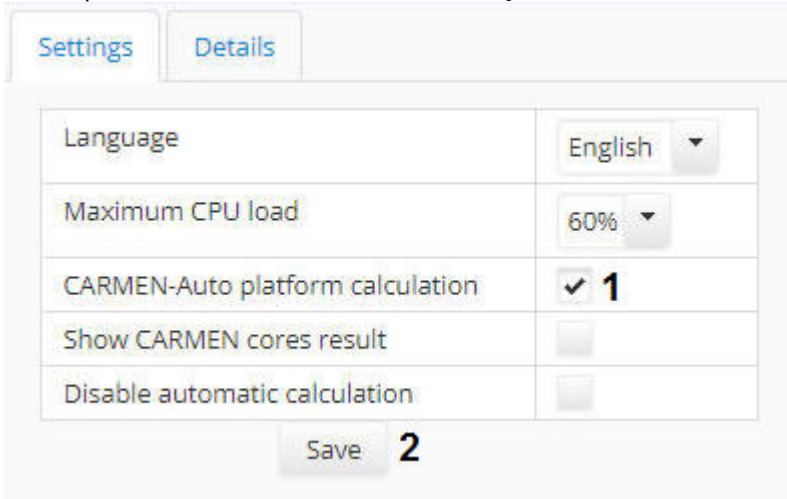 Settings Details
Language English
Maximum CPU load 60%
CARMEN-Auto platform calculation 1
Show CARMEN cores result
Disable automatic calculation
Save 2